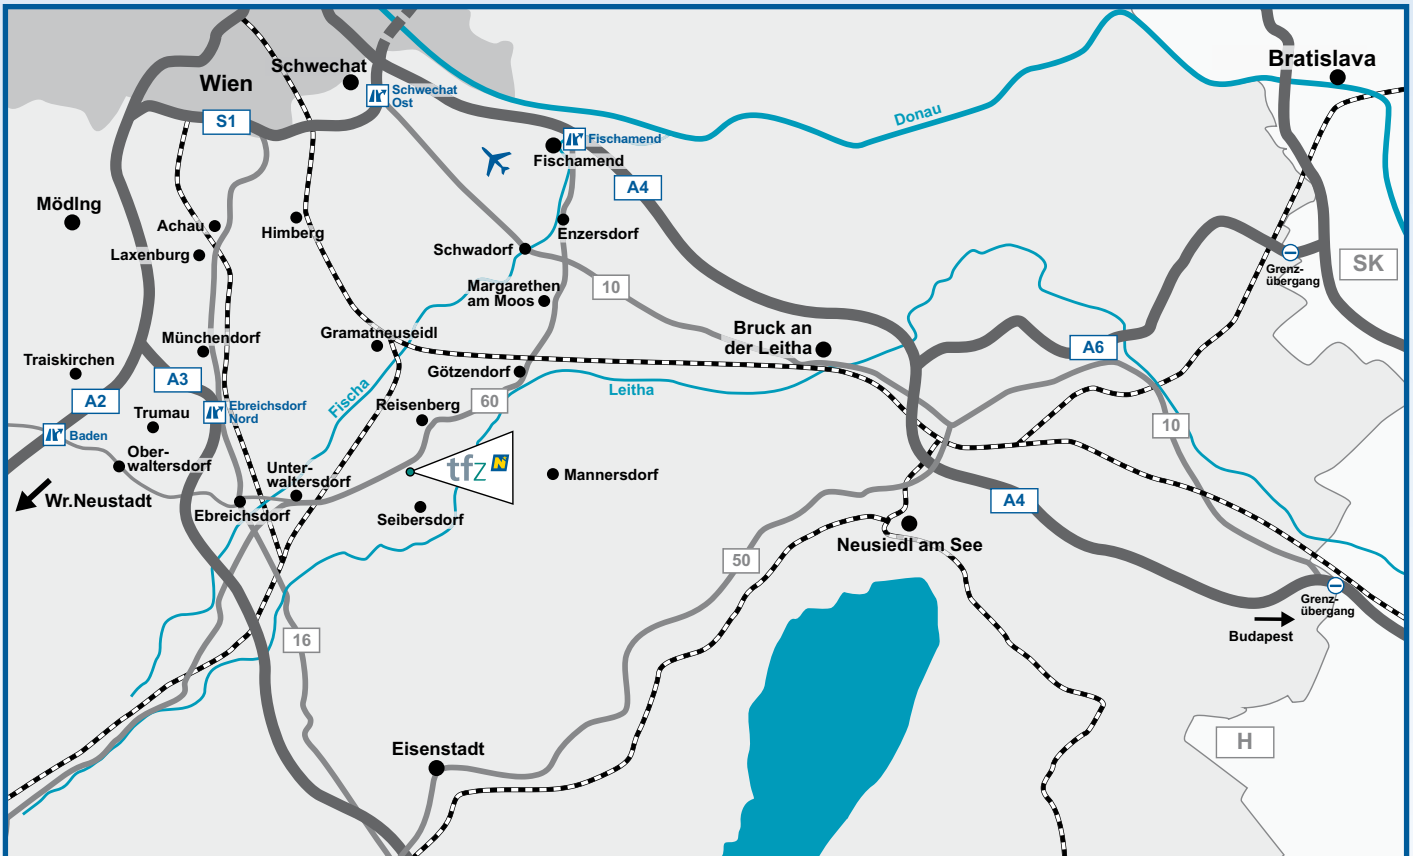 Schwechat
Wien
Bratislava
Schwechat
Ost
S1
Donau
Fischamend
Fischamend
A4
Mödlng
Achau
Himberg
Enzersdorf
Schwadorf
Laxenburg
SK
Grenz-
übergang
10
Margarethen
am Moos
Bruck an
der Leitha
Gramatneuseidl
Münchendorf
A6
Traiskirchen
Götzendorf
A3
Leitha
Fischa
A2
60
Reisenberg
Ebreichsdorf
Nord
Trumau
10
Baden
Ober-
waltersdorf
tfz N
Unter-
waltersdorf
Mannersdorf
Wr.Neustadt
A4
Ebreichsdorf
Seibersdorf
Neusiedl am See
50
Grenz-
übergang
Budapest
16
H
Eisenstadt